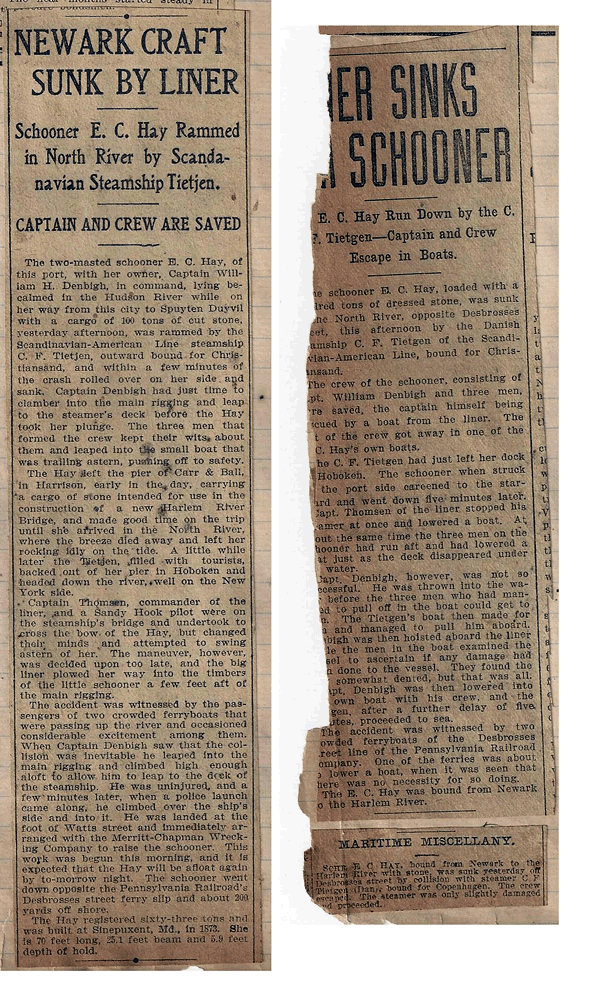 NEWARK CRAFT
SUNK BY LINER
Schooner E. C. Hay Rammed
in North River by Scanda-
navian Steamship Tietjen.
CAPTAIN AND CREW ARE SAVED
The two-masted schooner E. C. Hay, of
this port, with her owner, Captain Will-
iam H. Denbigh, in command, lying be-
calmed in the Hudson River while on
her way from this city to Spuyten Duyvil
with a cargo of 100 tons of cut stone,
yesterday afternoon, was rammed by the
Scandinavian-American Line steamship
C. F. Tietjen, outward bound for Chris-
tiansand, and within a few minutes of
the crash rolled over on her side and
sank. Captain Denbigh had just time to
clamber into the main rigging and leap
to the steamer's deck before the Hay
took her plunge. The three men that
formed the crew kept their wits about
them and leaped into the small boat that
was trailing astern, pushing off to safety.
The Hay left the pier of Carr & Ball,
in Harrison, early in the day, carrying
a cargo of stone intended for use in the
construction of a new Harlem River
Bridge, and made good time on the trip
until she arrived in the North River,
where the breeze died away and left her
rocking idly on the tide. A little while
later the Tietjen, filled with tourists,
backed out of her pier in Hoboken and
headed down the river, well on the New
York side.
Captain Thomsen, commander of the
liner, and a Sandy Hook pilot were on
the steamship's bridge and undertook to
cross the bow of the Hay, but changed
their minds and attempted to swing
astern of her. The maneuver, however,
was decided upon too late, and the big
liner plowed her way into the timbers
of the little schooner a few feet aft of
the main rigging.
The accident was witnessed by the pas-
sengers of two crowded ferryboats that
were passing up the river and occasioned
considerable excitement among them.
When Captain Denbigh saw that the col-
lision was inevitable he leaped into the
main rigging and climbed high enough
aloft to allow him to leap to the deck of
the steamship. He was uninjured, and a
few minutes later, when a police launch
came along, he climbed over the ship's
side and into it. He was landed at the
foot of Watts street and immediately ar-
ranged with the Merritt-Chapman Wreck-
ing Company to raise the schooner. This
work was begun this morning, and it is
expected that the Hay will be afloat again
by to-morrow night. The schooner went
down opposite the Pennsylvania Railroad's
Desbrosses street ferry slip and about 200
yards off shore.
The Hay registered sixty-three tons and
was built at Sinepuxent, Md., in 1873. She
is 70 feet long, 23.1 feet beam and 5.9 feet
depth of hold.
NER SINKS
SCHOONER
E. C. Hay Run Down by the C.
F. Tietgen—Captain and Crew
Escape in Boats.
he schooner E. C. Hay, loaded with a
dred tons of dressed stone, was sunk
he North River, opposite Desbrosses
eet, this afternoon by the Danish
amship C. F. Tietgen of the Scandi-
vian-American Line, bound for Chris-
nsand.
The crew of the schooner, consisting of
pt. William Denbigh and three men,
re saved, the captain himself being
cued by a boat from the liner. The
t of the crew got away in one of the
C. Hay's own boats.
he C. F. Tietgen had just left her dock
Hoboken. The schooner when struck
the port side careened to the star-
rd and went down five minutes later.
apt. Thomsen of the liner stopped his
amer at once and lowered a boat. At
out the same time the three men on the
hooner had run aft and had lowered a
at just as the deck disappeared under
water.
apt. Denbigh, however, was not so
ccessful. He was thrown into the wa-
before the three men who had man-
ed to pull off in the boat could get to
. The Tietgen's boat then made for
and managed to pull him aboard.
bigh was then hoisted aboard the liner
le the men in the boat examined the
sel to ascertain if any damage had
n done to the vessel. They found the
somewhat dented, but that was all.
pt. Denbigh was then lowered into
own boat with his crew, and the
gen, after a further delay of five
utes, proceeded to sea.
The accident was witnessed by two
owded ferryboats of the Desbrosses
reet line of the Pennsylvania Railroad
ompany. One of the ferries was about
o lower a boat, when it was seen that
here was no necessity for so doing.
The E. C. Hay was bound from Newark
o the Harlem River.
MARITIME MISCELLANY.
SCHR E C HAY, bound from Newark to the
Harlem River with stone, was sunk yesterday off
Desbrosses street by collision with steamer C F
Tietgen (Dan), bound for Copenhagen. The crew
escaped. The steamer was only slightly damaged
d proceeded.